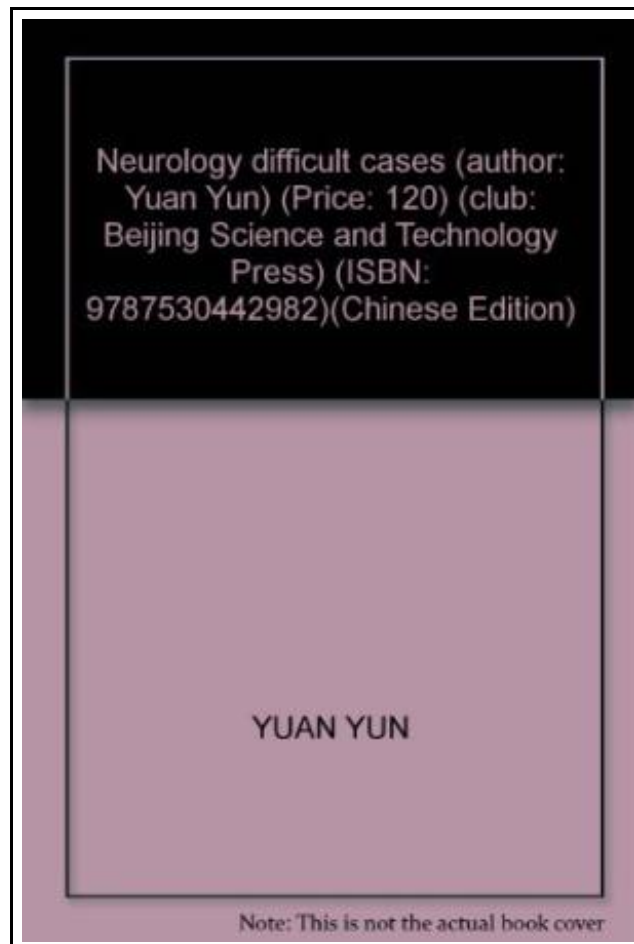 Neurology difficult cases (author:
Yuan Yun) (Price: 120) (club:
Beijing Science and Technology
Press) (ISBN:
9787530442982)(Chinese Edition)
YUAN YUN
Note: This is not the actual book cover